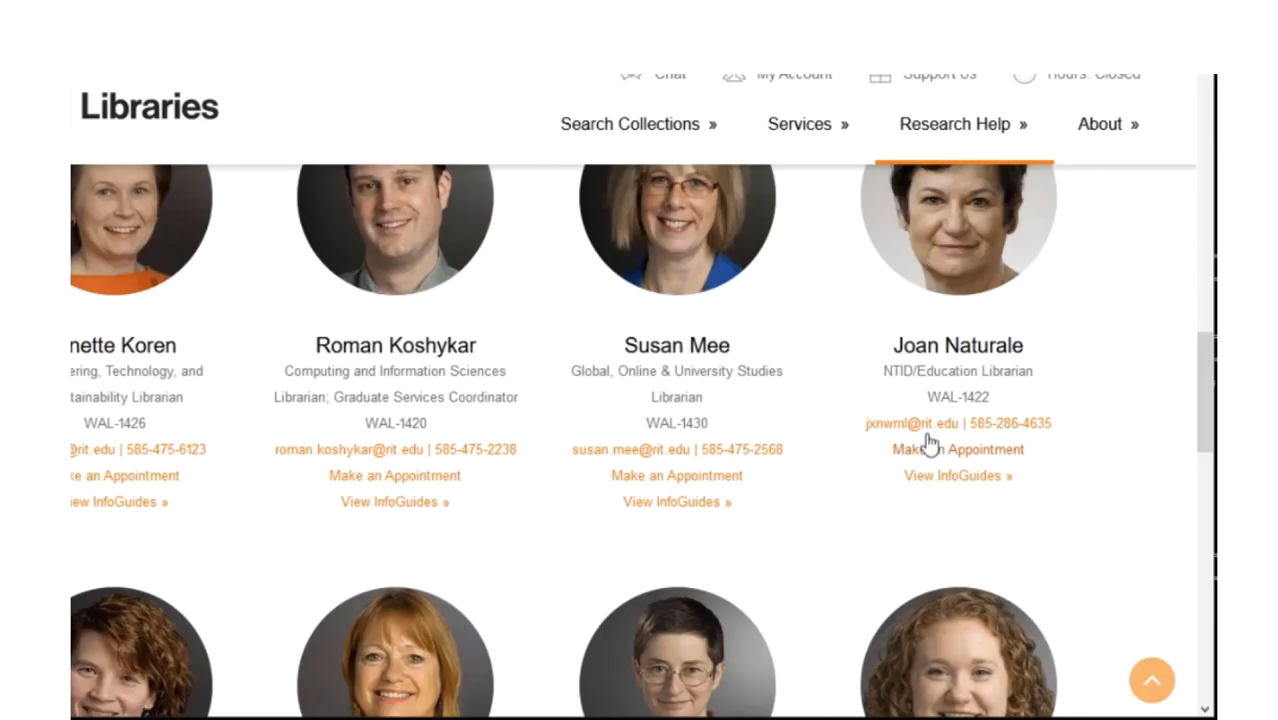 Chat My Account Support Us Hours: Closed
Libraries
Search Collections » Services » Research Help » About »
nette Koren
ering, Technology, and
tainability Librarian
WAL-1426
@rit.edu | 585-475-6123
ke an Appointment
iew InfoGuides »
Roman Koshykar
Computing and Information Sciences
Librarian; Graduate Services Coordinator
WAL-1420
roman.koshykar@rit.edu | 585-475-2238
Make an Appointment
View InfoGuides »
Susan Mee
Global, Online & University Studies
Librarian
WAL-1430
susan.mee@rit.edu | 585-475-2568
Make an Appointment
View InfoGuides »
Joan Naturale
NTID/Education Librarian
WAL-1422
jxnwml@rit.edu | 585-286-4635
Make an Appointment
View InfoGuides »